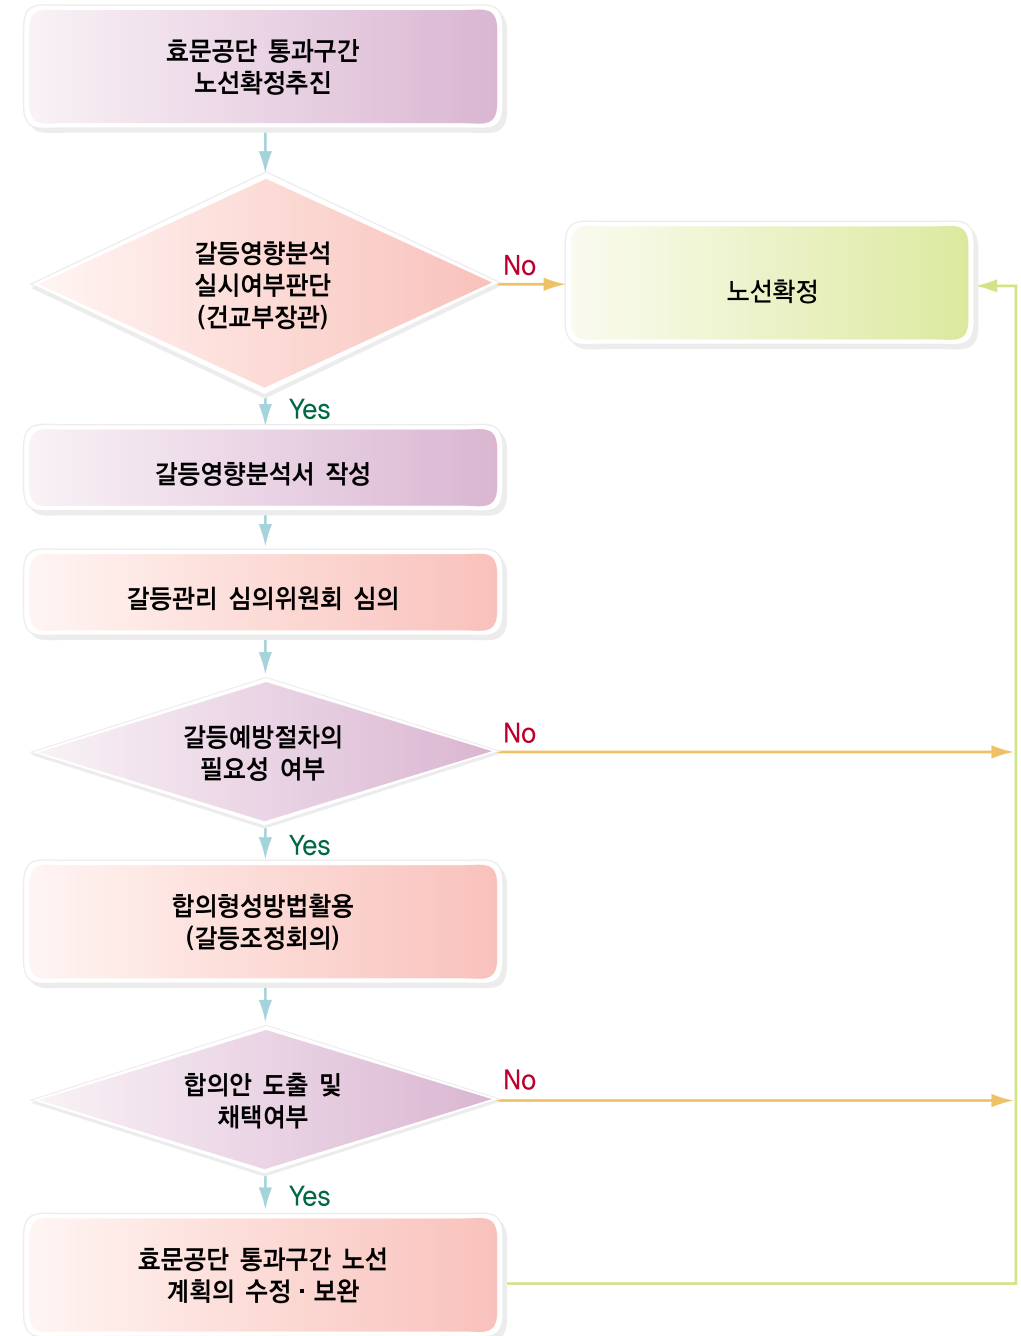 효문공단 통과구간
노선확정추진
갈등영향분석
실시여부판단
(건교부장관)
No
노선확정
Yes
갈등영향분석서 작성
갈등관리 심의위원회 심의
갈등예방절차의
필요성 여부
No
Yes
합의형성방법활용
(갈등조정회의)
합의안 도출 및
채택여부
No
Yes
효문공단 통과구간 노선
계획의 수정·보완